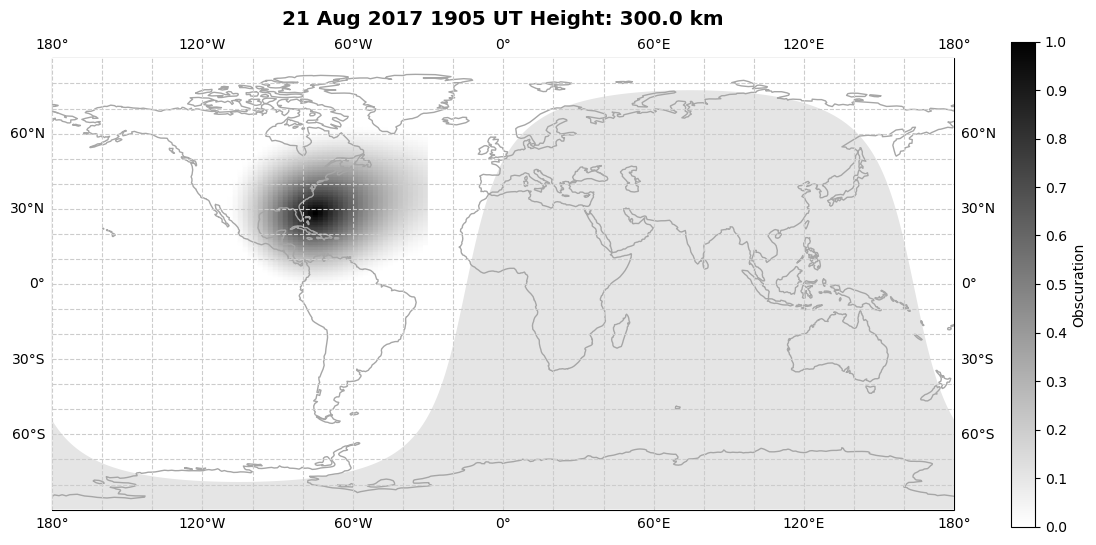 21 Aug 2017 1905 UT Height: 300.0 km
180° 120°W 60°W 0° 60°E 120°E 180°
60°N 60°N
30°N 30°N
0° 0°
30°S 30°S
60°S 60°S
180° 120°W 60°W 0° 60°E 120°E 180°
1.0
0.9
0.8
0.7
0.6
0.5
0.4
0.3
0.2
0.1
0.0
Obscuration